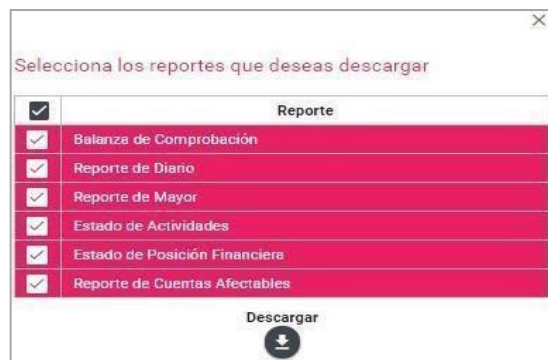 Selecciona los reportes que deseas descargar
Reporte
Balanza de Comprobación
Reporte de Diario
Reporte de Mayor
Estado de Actividades
Estado de Posición Financiera
Reporte de Cuentas Afectables
Descargar